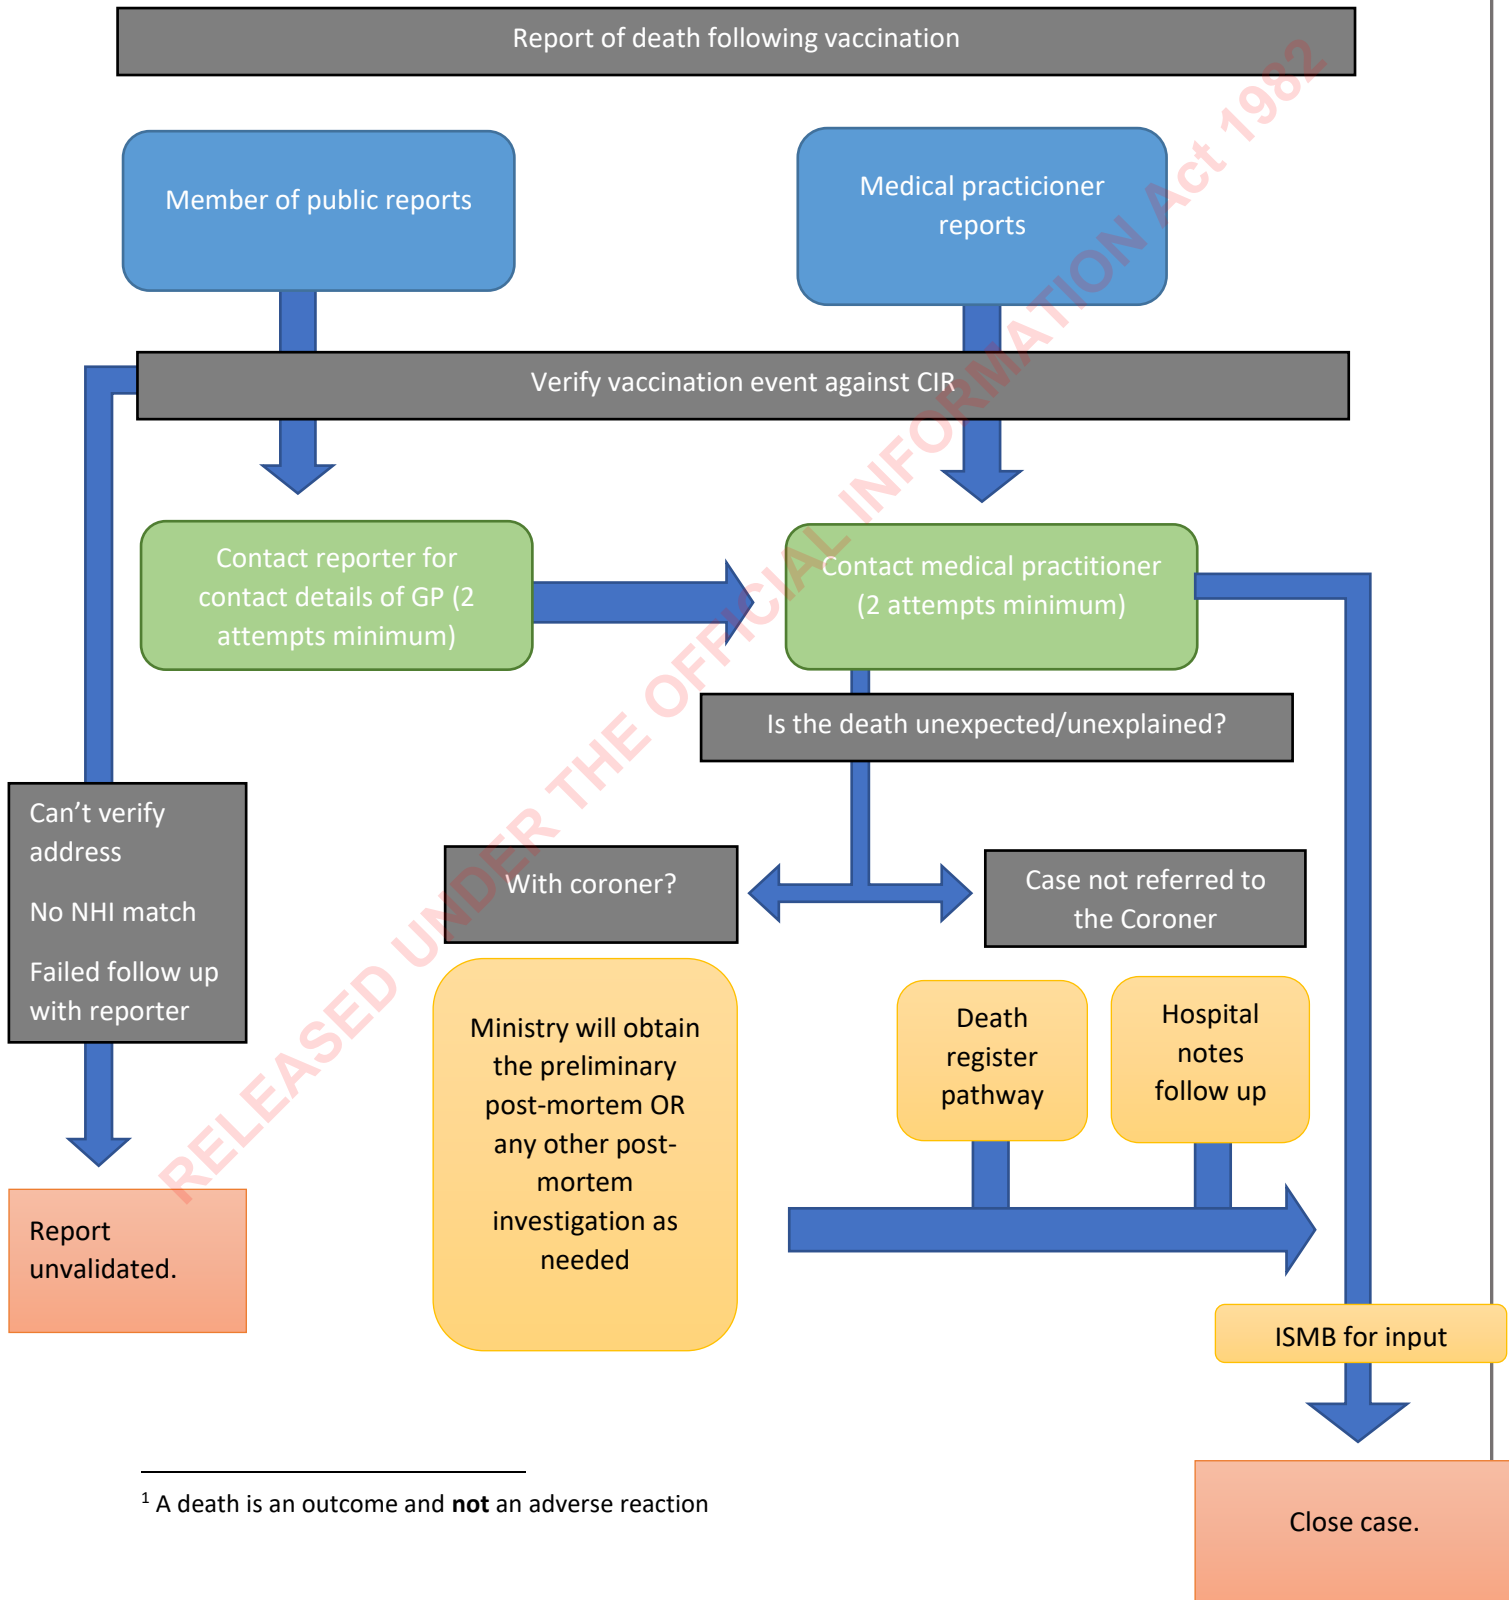 Report of death following vaccination
Member of public reports
Medical practicioner
reports
Verify vaccination event against CIR
Contact reporter for
contact details of GP (2
attempts minimum)
Contact medical practitioner
(2 attempts minimum)
Is the death unexpected/unexplained?
Can’t verify
address
No NHI match
Failed follow up
with reporter
With coroner?
Case not referred to
the Coroner
Ministry will obtain
the preliminary
post-mortem OR
any other post-
mortem
investigation as
needed
Death
register
pathway
Hospital
notes
follow up
Report
unvalidated.
ISMB for input
Close case.
1 A death is an outcome and not an adverse reaction
RELEASED UNDER THE OFFICIAL INFORMATION Act 1982